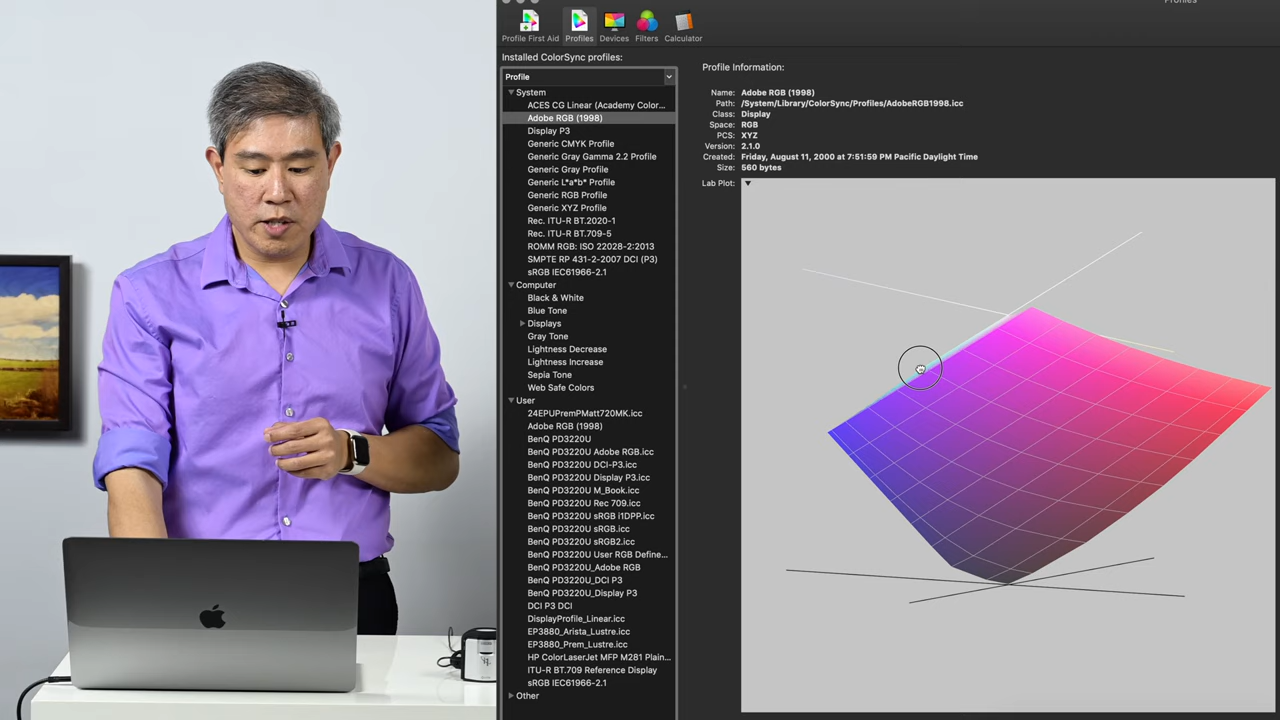 Profile First Aid
Profiles
Devices
Filters
Calculator
Installed ColorSync profiles:
Profile
System
ACES CG Linear (Academy Color...
Adobe RGB (1998)
Display P3
Generic CMYK Profile
Generic Gray Gamma 2.2 Profile
Generic Gray Profile
Generic L*a*b* Profile
Generic RGB Profile
Generic XYZ Profile
Rec. ITU-R BT.2020-1
Rec. ITU-R BT.709-5
ROMM RGB: ISO 22028-2:2013
SMPTE RP 431-2-2007 DCI (P3)
sRGB IEC61966-2.1
Computer
Black & White
Blue Tone
Displays
Gray Tone
Lightness Decrease
Lightness Increase
Sepia Tone
Web Safe Colors
User
24EPUPremPMatt720MK.icc
Adobe RGB (1998)
BenQ PD3220U
BenQ PD3220U Adobe RGB.icc
BenQ PD3220U DCI-P3.icc
BenQ PD3220U Display P3.icc
BenQ PD3220U M_Book.icc
BenQ PD3220U Rec 709.icc
BenQ PD3220U sRGB i1DPP.icc
BenQ PD3220U sRGB.icc
BenQ PD3220U sRGB2.icc
BenQ PD3220U User RGB Define...
BenQ PD3220U_Adobe RGB
BenQ PD3220U_DCI P3
BenQ PD3220U_Display P3
DCI P3 DCI
DisplayProfile_Linear.icc
EP3880_Arista_Lustre.icc
EP3880_Prem_Lustre.icc
HP ColorLaserJet MFP M281 Plain...
ITU-R BT.709 Reference Display
sRGB IEC61966-2.1
Other
Profile Information:
Name: Adobe RGB (1998)
Path: /System/Library/ColorSync/Profiles/AdobeRGB1998.icc
Class: Display
Space: RGB
PCS: XYZ
Version: 2.1.0
Created: Friday, August 11, 2000 at 7:51:59 PM Pacific Daylight Time
Size: 560 bytes
Lab Plot: